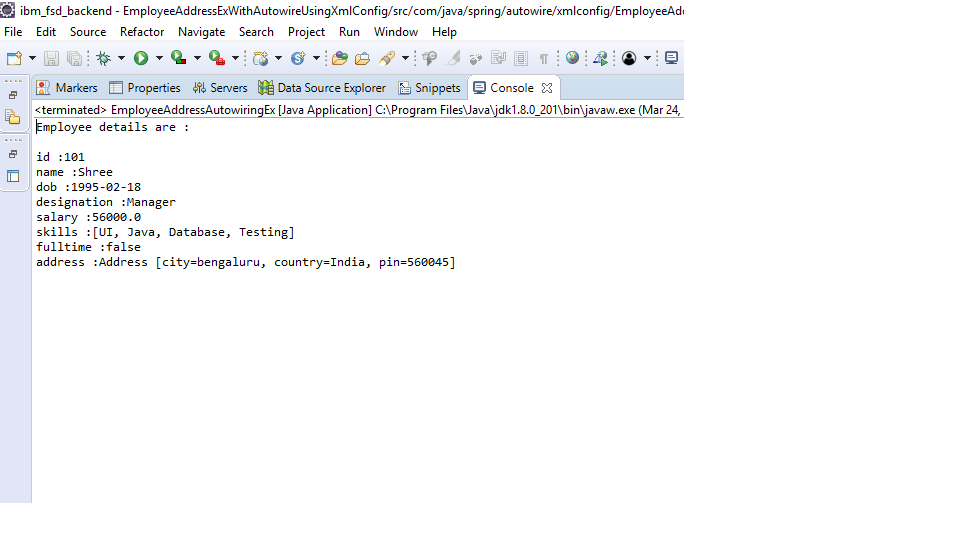 ibm_fsd_backend - EmployeeAddressExWithAutowireUsingXmlConfig/src/com/java/spring/autowire/xmlconfig/EmployeeAdd
File Edit Source Refactor Navigate Search Project Run Window Help
Markers Properties Servers Data Source Explorer Snippets Console
<terminated> EmployeeAddressAutowiringEx [Java Application] C:\Program Files\Java\jdk1.8.0_201\bin\javaw.exe (Mar 24,
Employee details are :
id :101
name :Shree
dob :1995-02-18
designation :Manager
salary :56000.0
skills :[UI, Java, Database, Testing]
fulltime :false
address :Address [city=bengaluru, country=India, pin=560045]